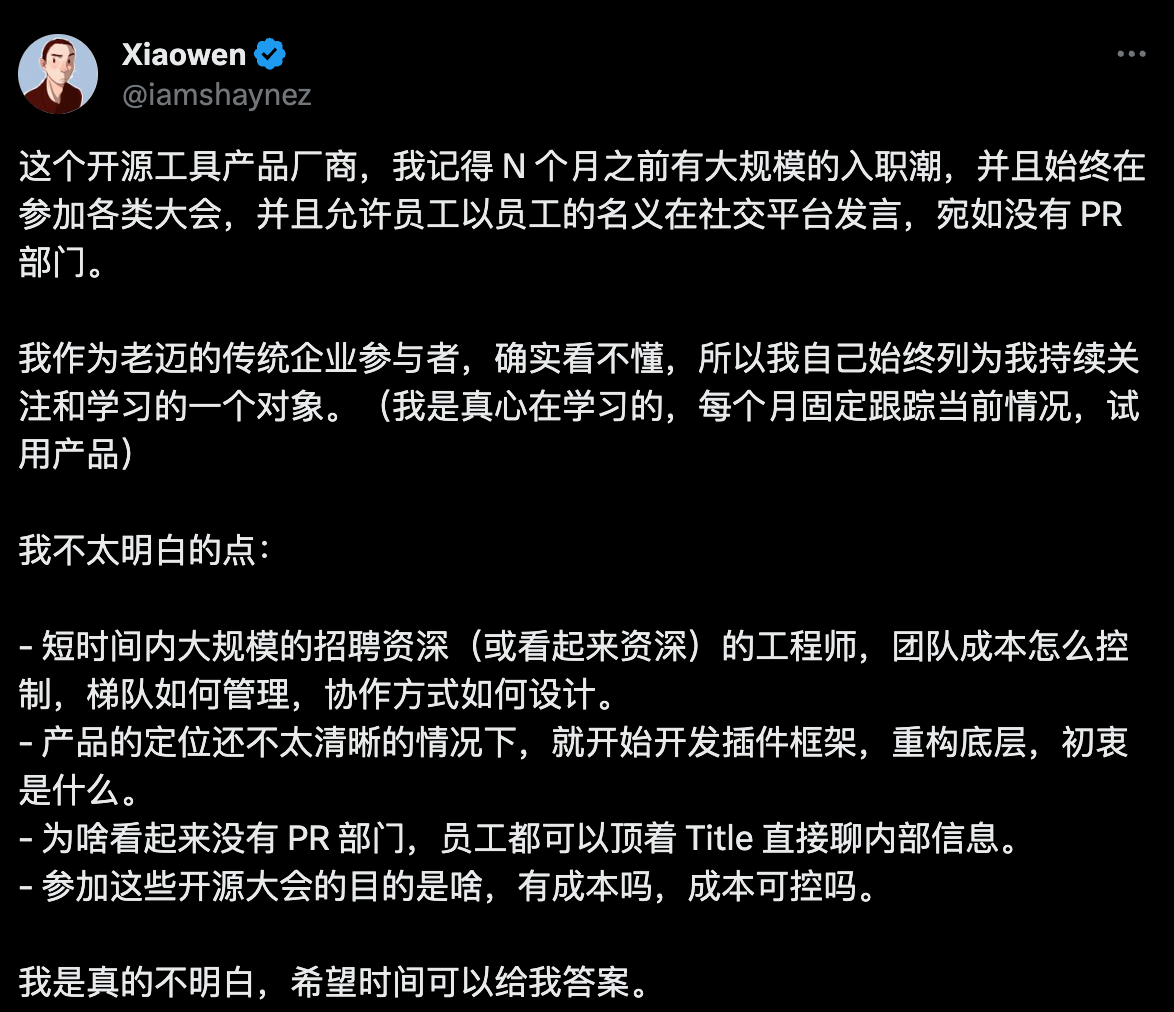 Xiaowen
@iamshaynez
这个开源工具产品厂商，我记得 N 个月之前有大规模的入职潮，并且始终在
参加各类大会，并且允许员工以员工的名义在社交平台发言，宛如没有 PR
部门。
我作为老迈的传统企业参与者，确实看不懂，所以我自己始终列为我持续关
注和学习的一个对象。（我是真心在学习的，每个月固定跟踪当前情况，试
用产品）
我不太明白的点：
- 短时间内大规模的招聘资深（或看起来资深）的工程师，团队成本怎么控
制，梯队如何管理，协作方式如何设计。
- 产品的定位还不太清晰的情况下，就开始开发插件框架，重构底层，初衷
是什么。
- 为啥看起来没有 PR 部门，员工都可以顶着 Title 直接聊内部信息。
- 参加这些开源大会的目的是啥，有成本吗，成本可控吗。
我是真的不明白，希望时间可以给我答案。